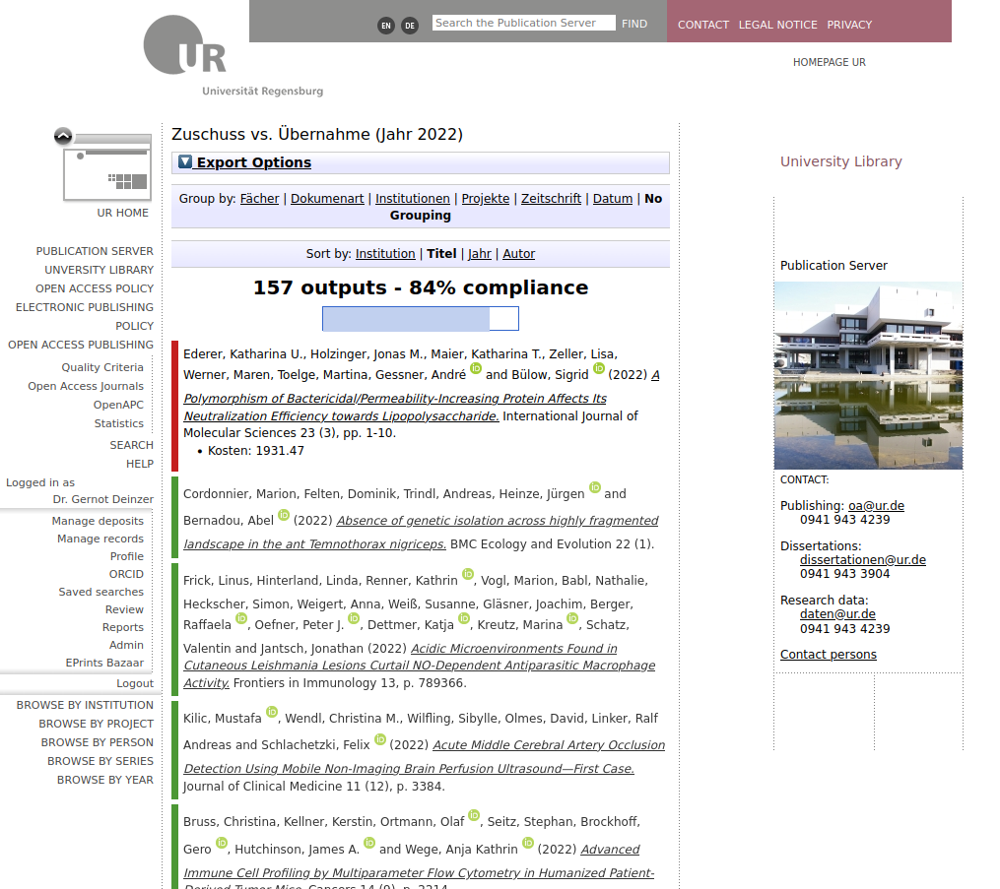 EN DE FIND CONTACT LEGAL NOTICE PRIVACY
Search the Publication Server
UR
Universität Regensburg
HOMEPAGE UR
UR HOME
PUBLICATION SERVER
UNVERSITY LIBRARY
OPEN ACCESS POLICY
ELECTRONIC PUBLISHING
POLICY
OPEN ACCESS PUBLISHING
Quality Criteria
Open Access Journals
OpenAPC
Statistics
SEARCH
HELP
Logged in as
Dr. Gernot Deinzer
Manage deposits
Manage records
Profile
ORCID
Saved searches
Review
Reports
Admin
EPrints Bazaar
Logout
BROWSE BY INSTITUTION
BROWSE BY PROJECT
BROWSE BY PERSON
BROWSE BY SERIES
BROWSE BY YEAR
Zuschuss vs. Übernahme (Jahr 2022)
Export Options
Group by: Fächer | Dokumenart | Institutionen | Projekte | Zeitschrift | Datum | No
Grouping
Sort by: Institution | Titel | Jahr | Autor
157 outputs - 84% compliance
Ederer, Katharina U., Holzinger, Jonas M., Maier, Katharina T., Zeller, Lisa,
Werner, Maren, Toelge, Martina, Gessner, André iD and Bülow, Sigrid iD (2022) A
Polymorphism of Bactericidal/Permeability-Increasing Protein Affects Its
Neutralization Efficiency towards Lipopolysaccharide. International Journal of
Molecular Sciences 23 (3), pp. 1-10.
• Kosten: 1931.47
Cordonnier, Marion, Felten, Dominik, Trindl, Andreas, Heinze, Jürgen iD and
Bernadou, Abel iD (2022) Absence of genetic isolation across highly fragmented
landscape in the ant Temnothorax nigriceps. BMC Ecology and Evolution 22 (1).
Frick, Linus, Hinterland, Linda, Renner, Kathrin iD, Vogl, Marion, Babl, Nathalie,
Heckscher, Simon, Weigert, Anna, Weiß, Susanne, Gläsner, Joachim, Berger,
Raffaela iD, Oefner, Peter J. iD, Dettmer, Katja iD, Kreutz, Marina iD, Schatz,
Valentin and Jantsch, Jonathan (2022) Acidic Microenvironments Found in
Cutaneous Leishmania Lesions Curtail NO-Dependent Antiparasitic Macrophage
Activity. Frontiers in Immunology 13, p. 789366.
Kilic, Mustafa iD, Wendl, Christina M., Wilfling, Sibylle, Olmes, David, Linker, Ralf
Andreas and Schlachetzki, Felix iD (2022) Acute Middle Cerebral Artery Occlusion
Detection Using Mobile Non-Imaging Brain Perfusion Ultrasound—First Case.
Journal of Clinical Medicine 11 (12), p. 3384.
Bruss, Christina, Kellner, Kerstin, Ortmann, Olaf iD, Seitz, Stephan, Brockhoff,
Gero iD, Hutchinson, James A. iD and Wege, Anja Kathrin iD (2022) Advanced
Immune Cell Profiling by Multiparameter Flow Cytometry in Humanized Patient-
Derived Tumor Mice. Cancers 14 (9), p. 2214.
University Library
Publication Server
CONTACT:
Publishing: oa@ur.de
0941 943 4239
Dissertations:
dissertationen@ur.de
0941 943 3904
Research data:
daten@ur.de
0941 943 4239
Contact persons